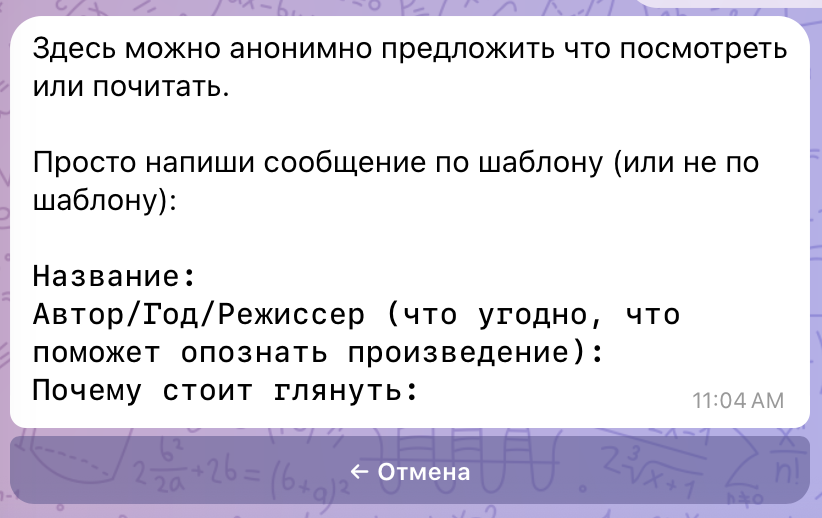 Здесь можно анонимно предложить что посмотреть
или почитать.
Просто напиши сообщение по шаблону (или не по
шаблону):
Название:
Автор/Год/Режиссер (что угодно, что
поможет опознать произведение):
Почему стоит глянуть:
11:04 AM
← Отмена